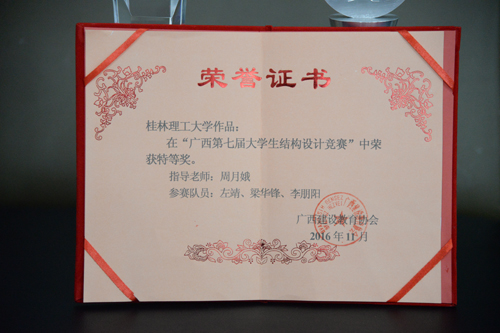 荣誉证书
桂林理工大学作品：
在“广西第七届大学生结构设计竞赛”中荣
获特等奖。
指导老师：周月娥
参赛队员：左靖、梁华锋、李朋阳
广西建设教育协会
2016年11月